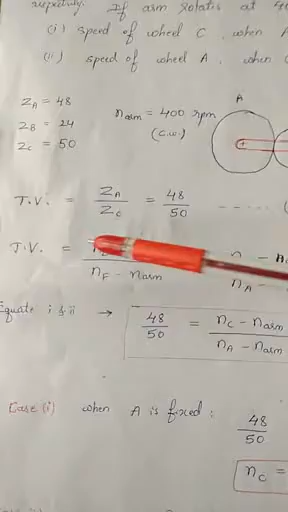 If arm rotates at 40
(i) speed of wheel C, when A
(ii) speed of wheel A, when
Z_A = 48
Z_B = 24
Z_C = 50
n_arm = 400 rpm
(C.W.)
A
T.V. = Z_A / Z_C = 48 / 50 ----- (
T.V. = / n_F - n_arm
n - n
n_A -
Equate i & ii → 48 / 50 = n_C - n_arm / n_A - n_arm
Case (i) when A is fixed; 48 / 50
n_C =